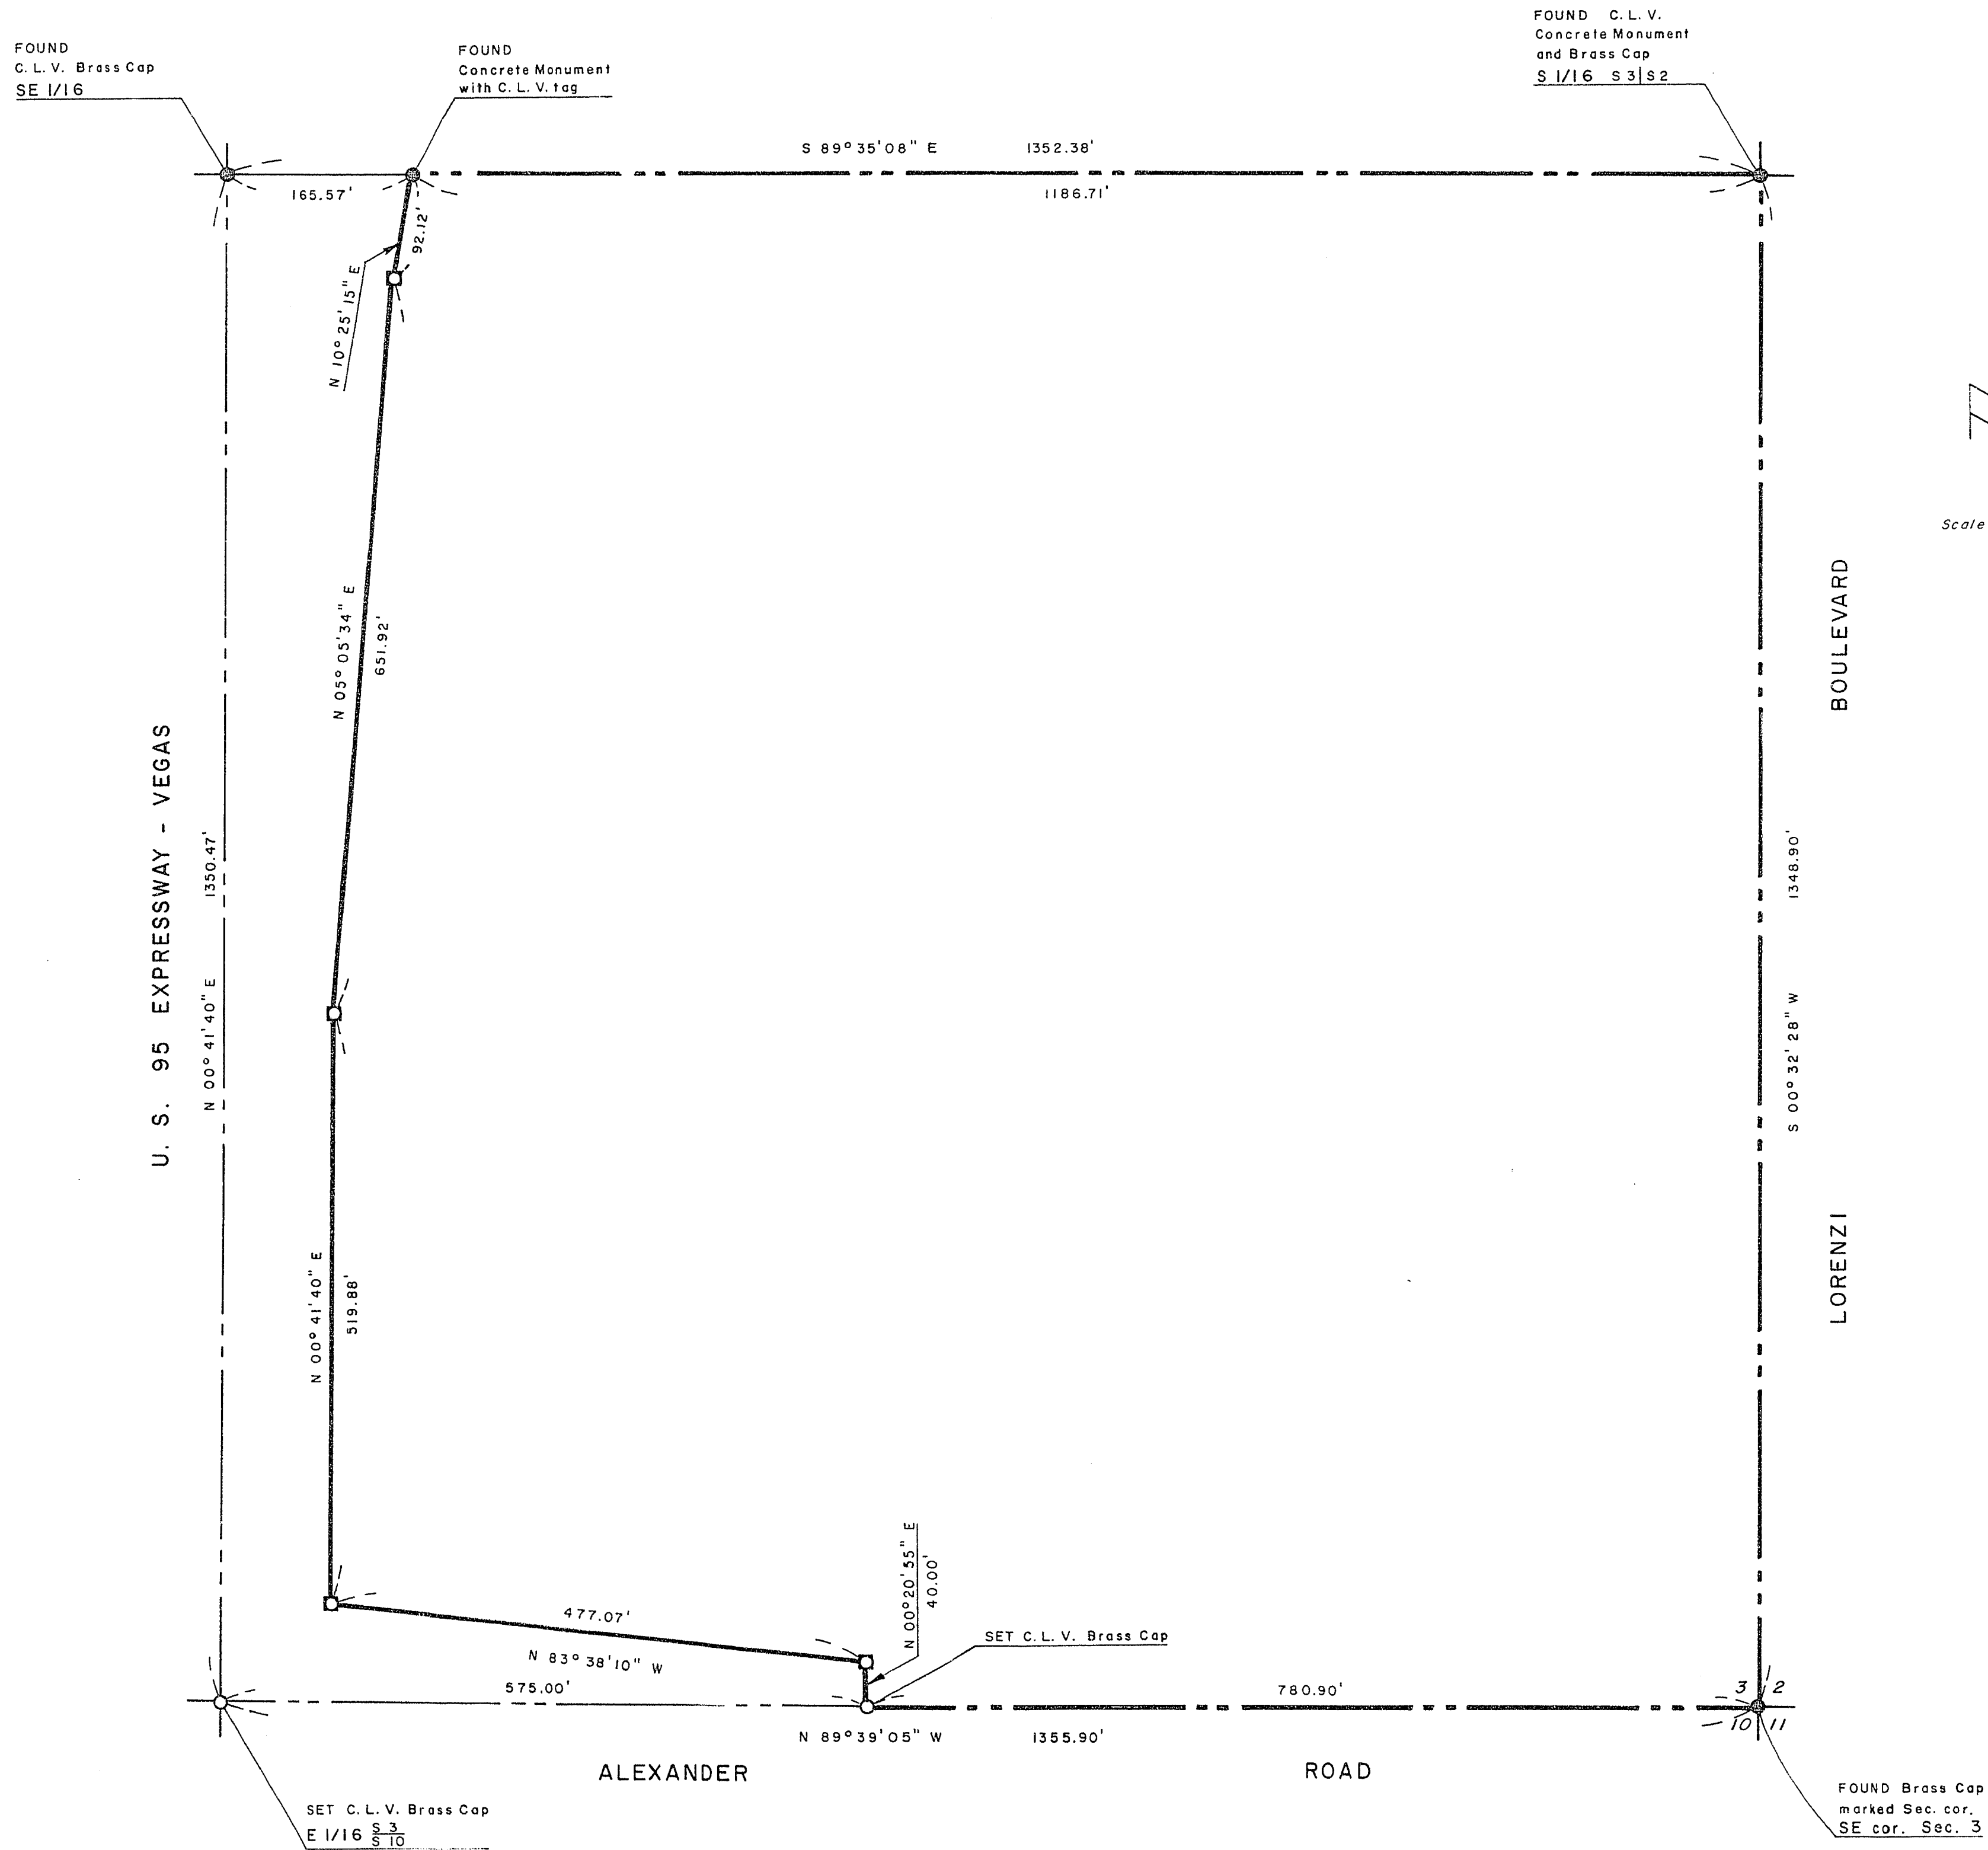 FOUND
C. L. V. Brass Cap
SE 1/16
FOUND
Concrete Monument
with C. L. V. tag
FOUND C. L. V.
Concrete Monument
and Brass Cap
S 1/16 S 3|S 2
S 89° 35' 08" E 1352.38'
165.57'
1186.71'
92.12'
N 10° 25' 15" E
N 05° 05' 34" E
651.92'
Scale
BOULEVARD
LORENZI
U. S. 95 EXPRESSWAY - VEGAS
N 00° 41' 40" E 1350.47'
S 00° 32' 28" W 1348.90'
N 00° 41' 40" E
519.88'
477.07'
N 83° 38' 10" W
N 00° 20' 55" E
40.00'
SET C. L. V. Brass Cap
575.00'
780.90'
3 2
10 11
N 89° 39' 05" W 1355.90'
ALEXANDER ROAD
SET C. L. V. Brass Cap
E 1/16 S 3
S 10
FOUND Brass Cap
marked Sec. cor.
SE cor. Sec. 3